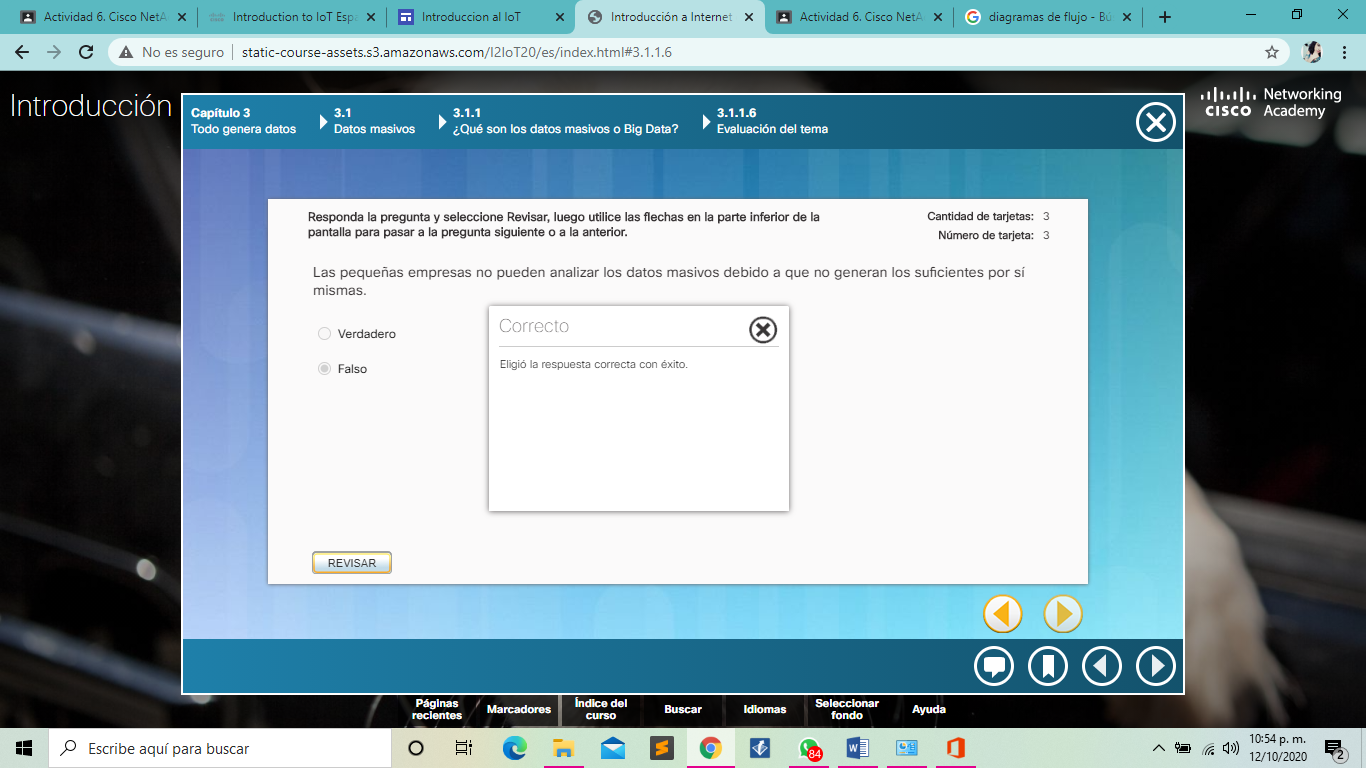 Actividad 6. Cisco NetA
Introduction to IoT Espa
Introduccion al IoT
Introducción a Internet
Actividad 6. Cisco NetA
diagramas de flujo - Bú
No es seguro
static-course-assets.s3.amazonaws.com/I2IoT20/es/index.html#3.1.1.6
Introducción
Networking
CISCO Academy
Capítulo 3
Todo genera datos
3.1
Datos masivos
3.1.1
¿Qué son los datos masivos o Big Data?
3.1.1.6
Evaluación del tema
Responda la pregunta y seleccione Revisar, luego utilice las flechas en la parte inferior de la
pantalla para pasar a la pregunta siguiente o a la anterior.
Cantidad de tarjetas: 3
Número de tarjeta: 3
Las pequeñas empresas no pueden analizar los datos masivos debido a que no generan los suficientes por sí
mismas.
Verdadero
Falso
Correcto
Eligió la respuesta correcta con éxito.
REVISAR
Páginas
recientes
Marcadores
Índice del
curso
Buscar
Idiomas
Seleccionar
fondo
Ayuda
Escribe aquí para buscar
84
10:54 p. m.
12/10/2020
2